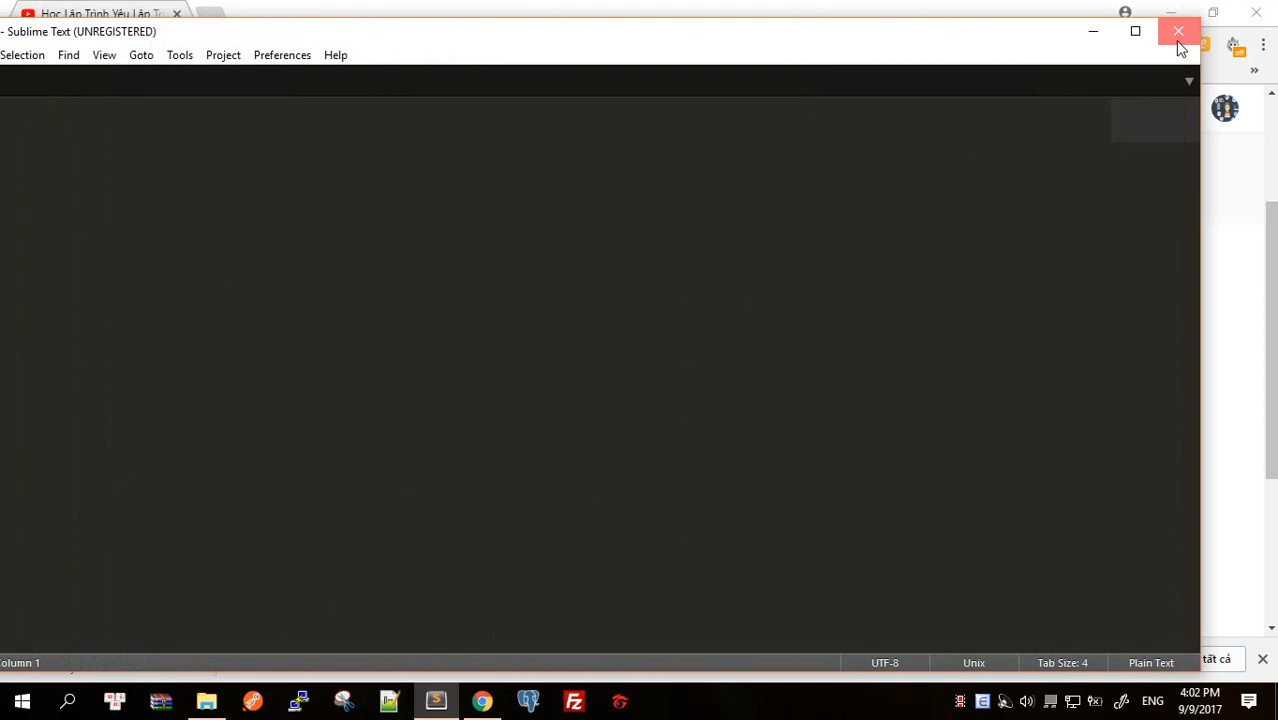 Học Lập Trình Yêu Lập Tr
- Sublime Text (UNREGISTERED)
Selection Find View Goto Tools Project Preferences Help
off
Column 1 UTF-8 Unix Tab Size: 4 Plain Text
tất cả
ENG
4:02 PM
9/9/2017